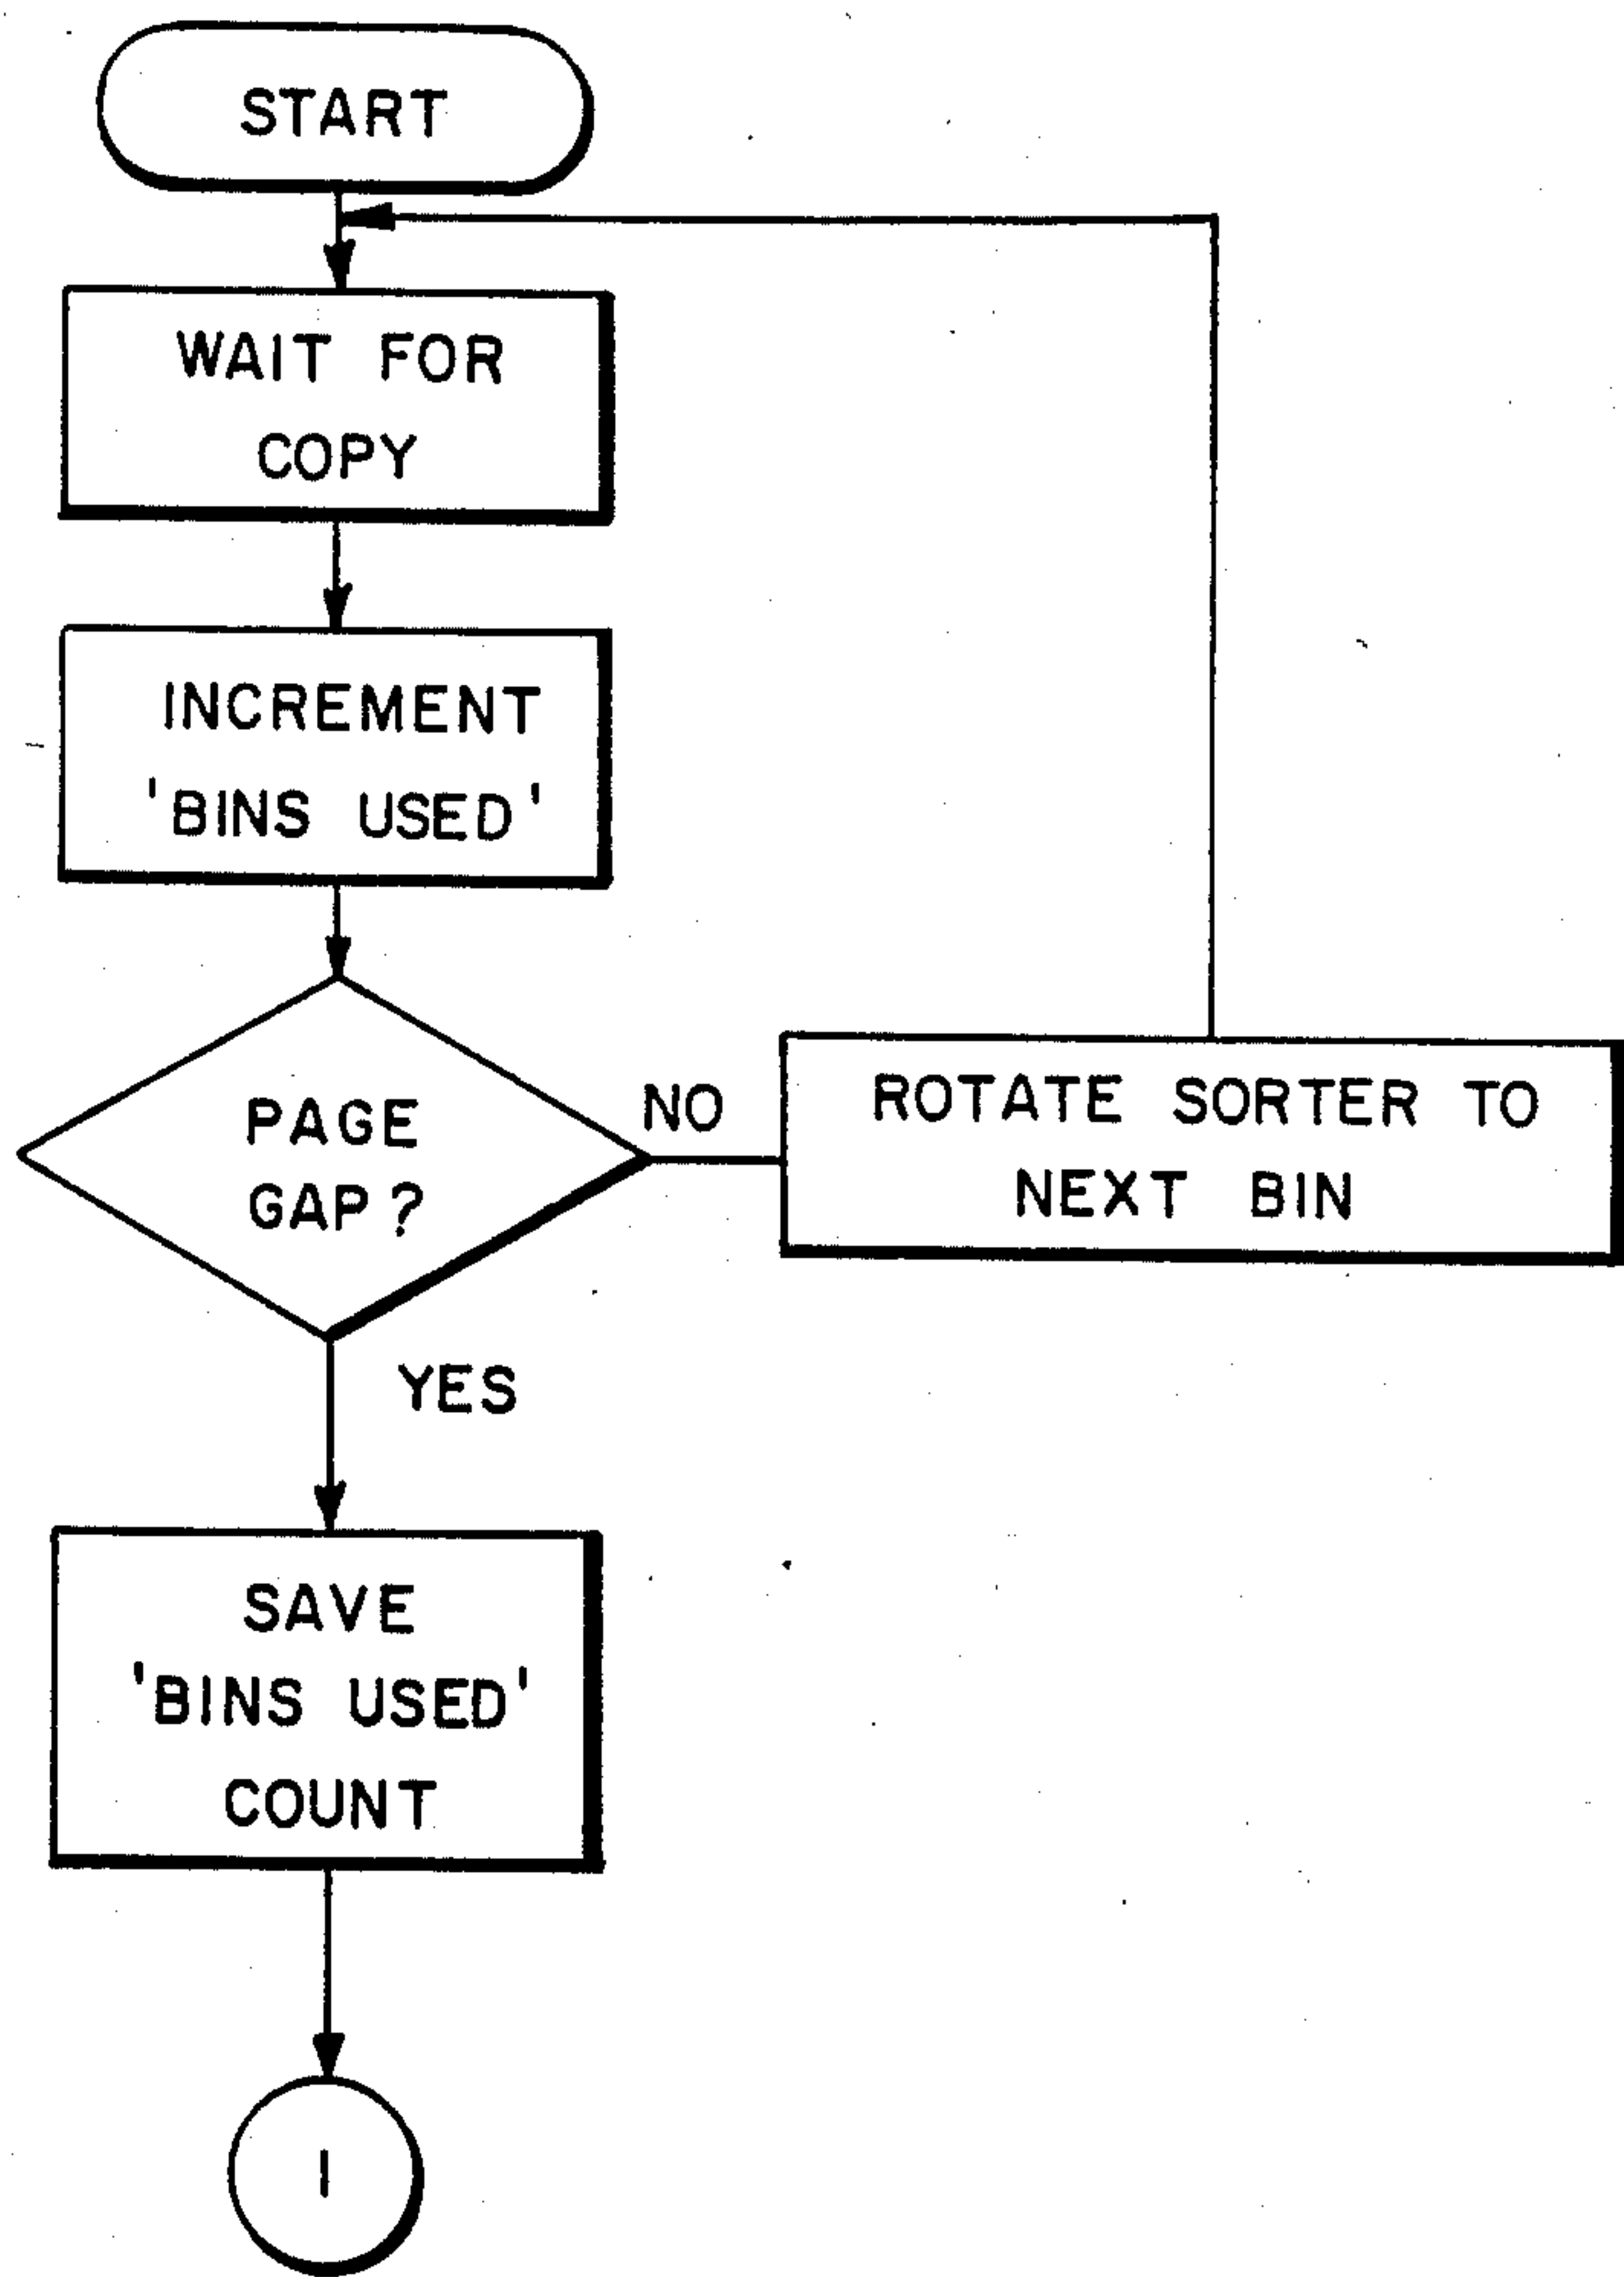 START
WAIT FOR
COPY
INCREMENT
'BINS USED'
PAGE
GAP?
NO
ROTATE SORTER TO
NEXT BIN
YES
SAVE
'BINS USED'
COUNT
1